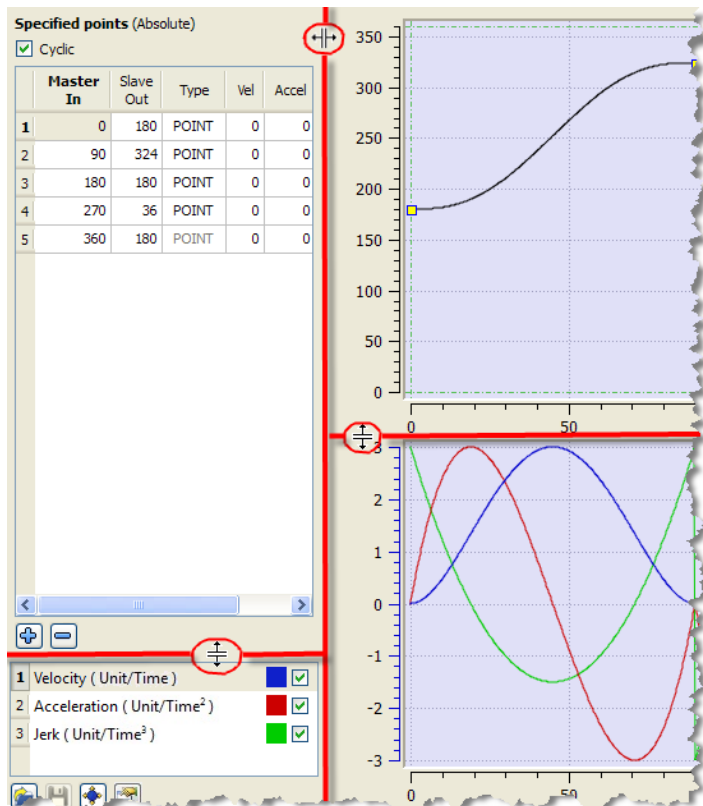 Specified points (Absolute)
Cyclic
Master In Slave Out Type Vel Accel
1 0 180 POINT 0 0
2 90 324 POINT 0 0
3 180 180 POINT 0 0
4 270 36 POINT 0 0
5 360 180 POINT 0 0
1 Velocity ( Unit/Time )
2 Acceleration ( Unit/Time² )
3 Jerk ( Unit/Time³ )
350
300
250
200
150
100
50
0
0 50
3
2
1
0
-1
-2
-3
0 50